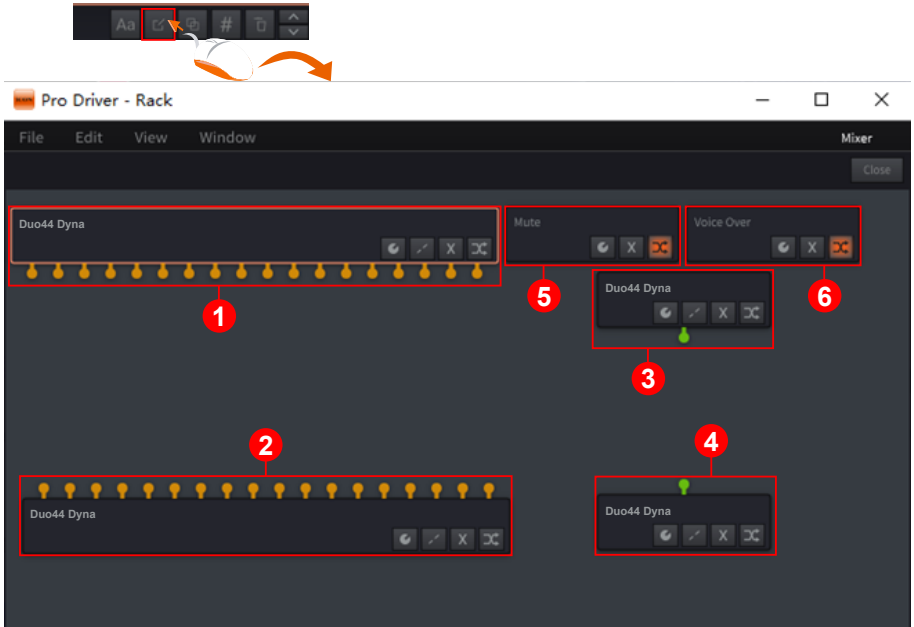 Aa
#
Pro Driver - Rack
File Edit View Window Mixer
Close
Duo44 Dyna
X
Mute
X
Voice Over
X
1
5
6
Duo44 Dyna
X
3
2
4
Duo44 Dyna
X
Duo44 Dyna
X